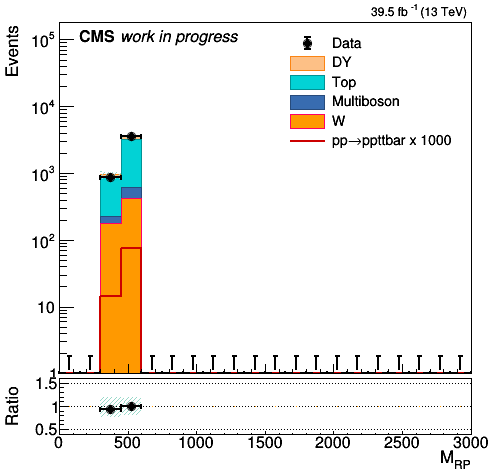 39.5 fb⁻¹ (13 TeV)
CMS work in progress
Events
10⁵
10⁴
10³
10²
10
1
Data
DY
Top
Multiboson
W
pp→ppttbar x 1000
Ratio
1.5
1
0.5
0 500 1000 1500 2000 2500 3000
M_RP